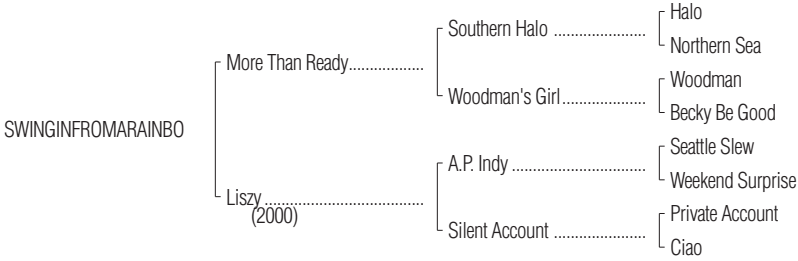 Halo
Southern Halo ......................
Northern Sea
More Than Ready..................
Woodman
Woodman's Girl....................
Becky Be Good
SWINGINFROMARAINBO
Seattle Slew
A.P. Indy ................................
Weekend Surprise
Liszy ......................................
(2000)
Private Account
Silent Account ......................
Ciao